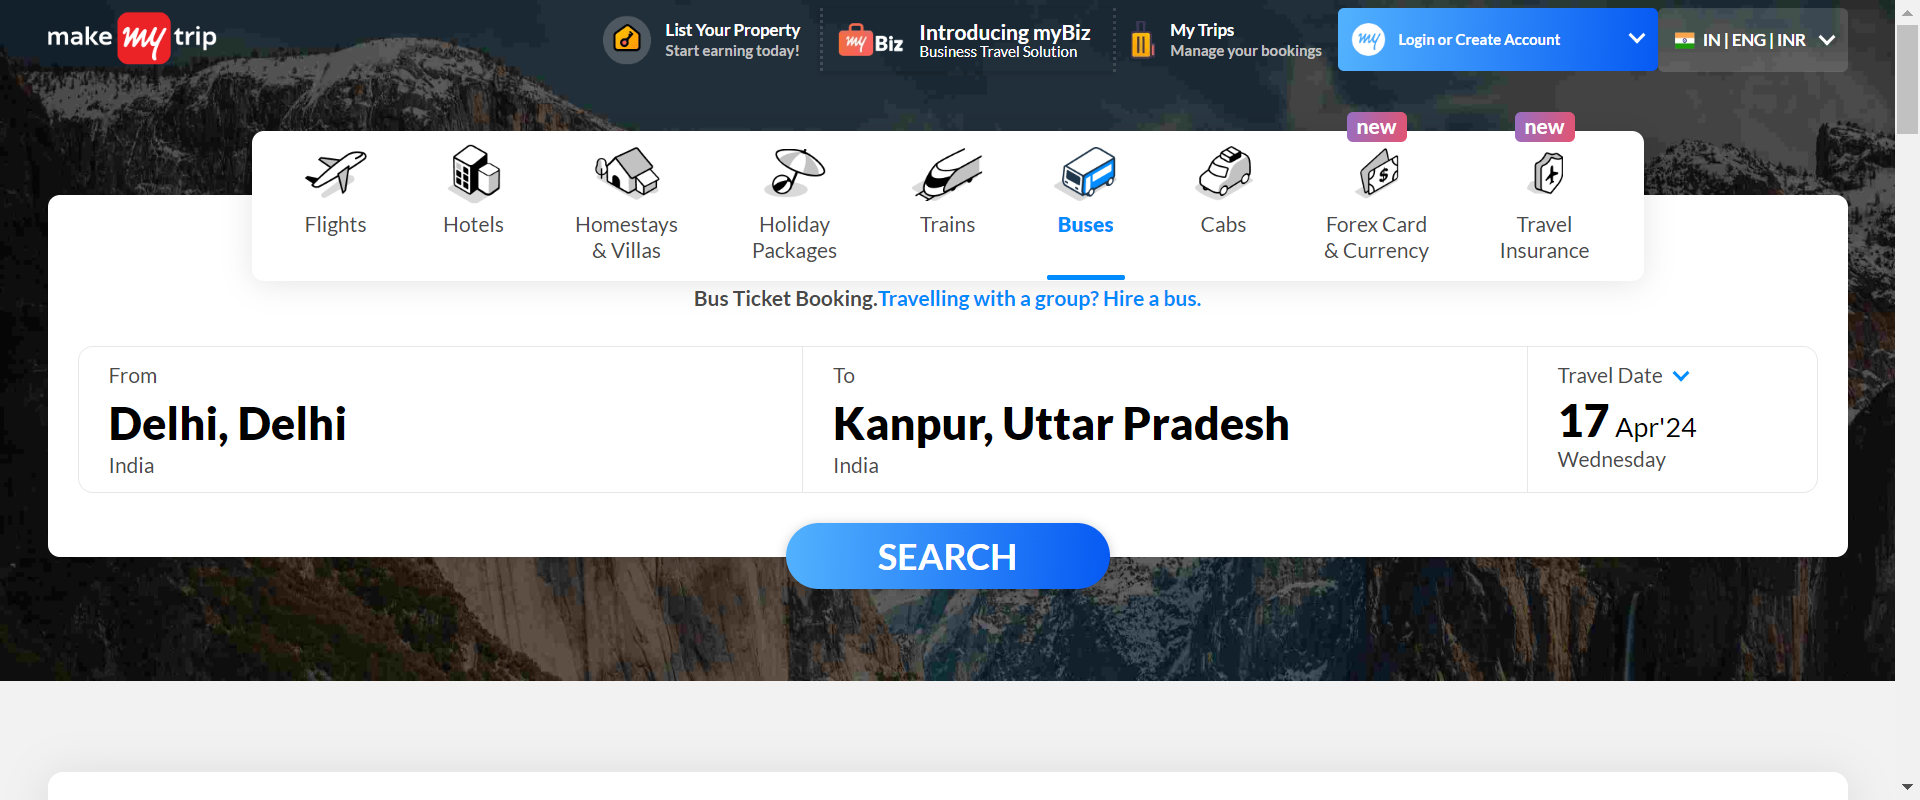 make my trip
List Your Property
Start earning today!
my Biz
Introducing myBiz
Business Travel Solution
My Trips
Manage your bookings
my
Login or Create Account
IN | ENG | INR
new
new
Flights
Hotels
Homestays
& Villas
Holiday
Packages
Trains
Buses
Cabs
Forex Card
& Currency
Travel
Insurance
Bus Ticket Booking.Travelling with a group? Hire a bus.
From
Delhi, Delhi
India
To
Kanpur, Uttar Pradesh
India
Travel Date
17 Apr'24
Wednesday
SEARCH